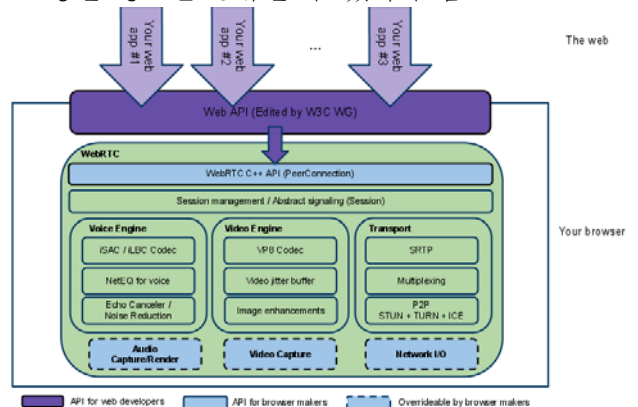 The web
Your web
app #1
Your web
app #2
...
Your web
app #3
Web API (Edited by W3C WG)
WebRTC
WebRTC C++ API (PeerConnection)
Session management / Abstract signaling (Session)
Your browser
Voice Engine
iSAC / iLBC Codec
NetEQ for voice
Echo Canceler /
Noise Reduction
Video Engine
VP8 Codec
Video jitter buffer
Image enhancements
Transport
SRTP
Multiplexing
P2P
STUN + TURN + ICE
Audio
Capture/Render
Video Capture
Network I/O
API for web developers
API for browser makers
Overrideable by browser makers